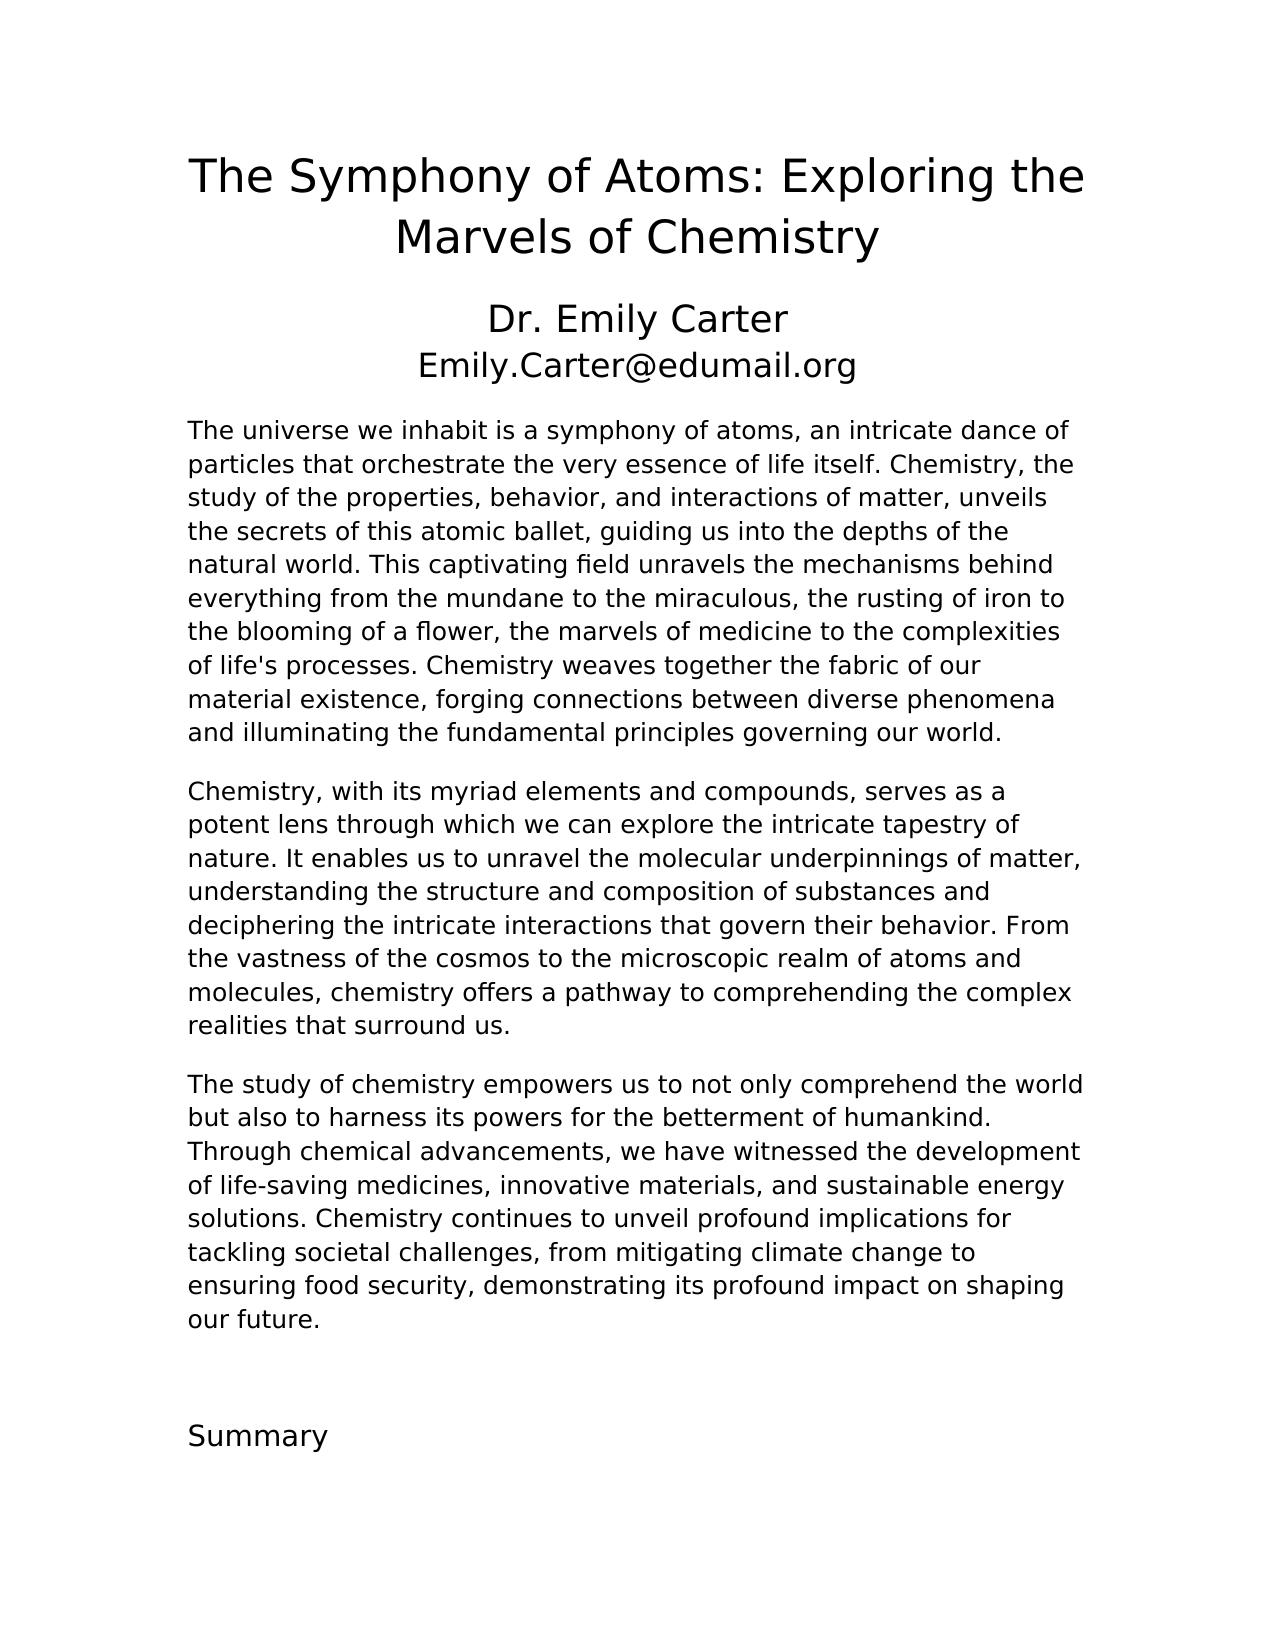 The Symphony of Atoms: Exploring the
Marvels of Chemistry
Dr. Emily Carter
Emily.Carter@edumail.org
The universe we inhabit is a symphony of atoms, an intricate dance of
particles that orchestrate the very essence of life itself. Chemistry, the
study of the properties, behavior, and interactions of matter, unveils
the secrets of this atomic ballet, guiding us into the depths of the
natural world. This captivating field unravels the mechanisms behind
everything from the mundane to the miraculous, the rusting of iron to
the blooming of a flower, the marvels of medicine to the complexities
of life's processes. Chemistry weaves together the fabric of our
material existence, forging connections between diverse phenomena
and illuminating the fundamental principles governing our world.
Chemistry, with its myriad elements and compounds, serves as a
potent lens through which we can explore the intricate tapestry of
nature. It enables us to unravel the molecular underpinnings of matter,
understanding the structure and composition of substances and
deciphering the intricate interactions that govern their behavior. From
the vastness of the cosmos to the microscopic realm of atoms and
molecules, chemistry offers a pathway to comprehending the complex
realities that surround us.
The study of chemistry empowers us to not only comprehend the world
but also to harness its powers for the betterment of humankind.
Through chemical advancements, we have witnessed the development
of life-saving medicines, innovative materials, and sustainable energy
solutions. Chemistry continues to unveil profound implications for
tackling societal challenges, from mitigating climate change to
ensuring food security, demonstrating its profound impact on shaping
our future.
Summary